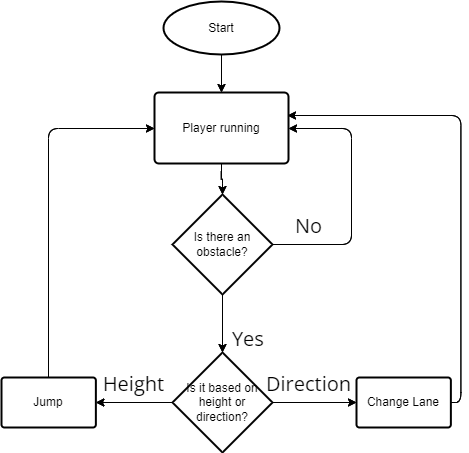 Start
Player running
Is there an
obstacle?
No
Yes
Is it based on
height or
direction?
Height
Direction
Jump
Change Lane